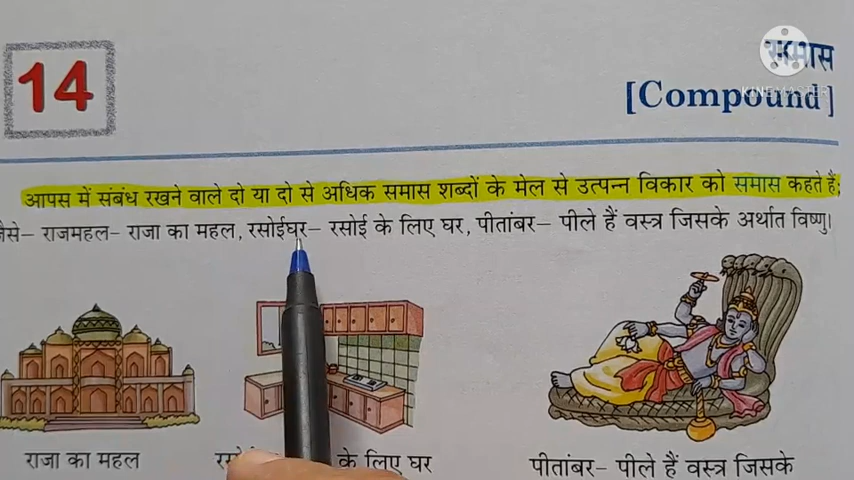 14
समास
KINEMASTER
[Compound]
आपस में संबंध रखने वाले दो या दो से अधिक समास शब्दों के मेल से उत्पन्न विकार को समास कहते हैं;
जैसे– राजमहल– राजा का महल, रसोईघर– रसोई के लिए घर, पीतांबर– पीले हैं वस्त्र जिसके अर्थात विष्णु।
राजा का महल
के लिए घर
पीतांबर– पीले हैं वस्त्र जिसके